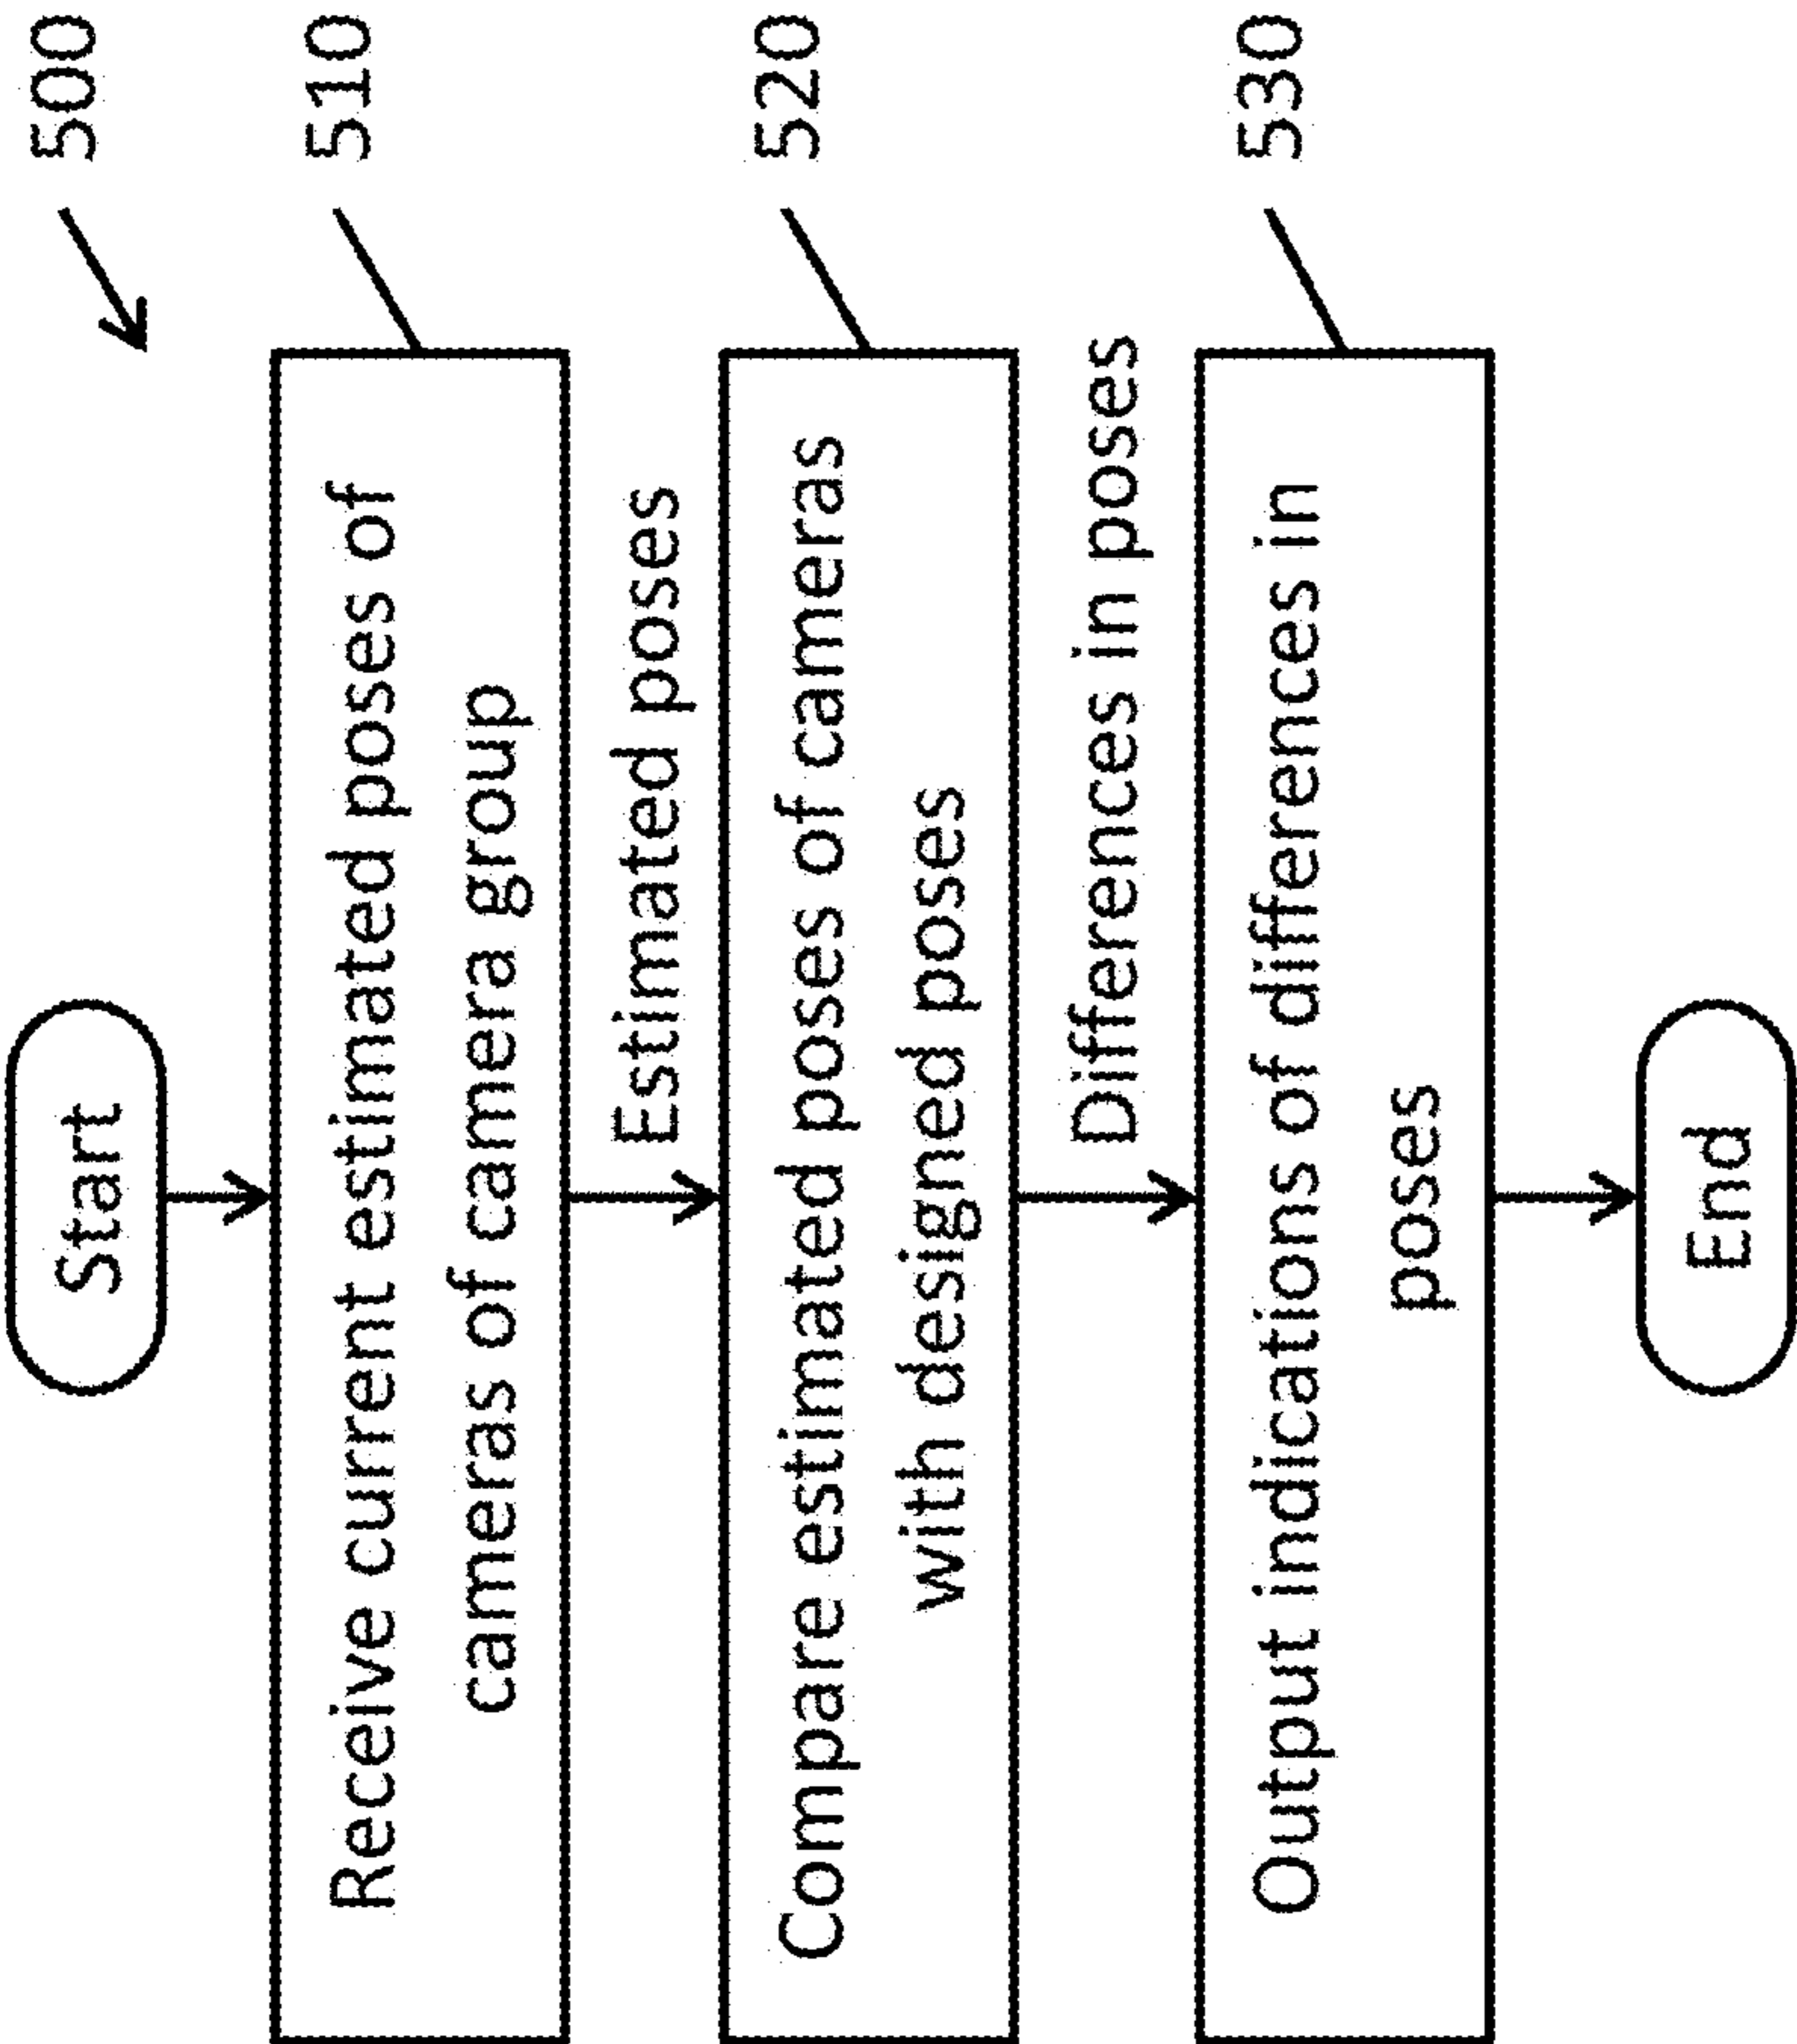 500
Start
510
Receive current estimated poses of
cameras of camera group
Estimated poses
520
Compare estimated poses of cameras
with designed poses
Differences in poses
530
Output indications of differences in
poses
End